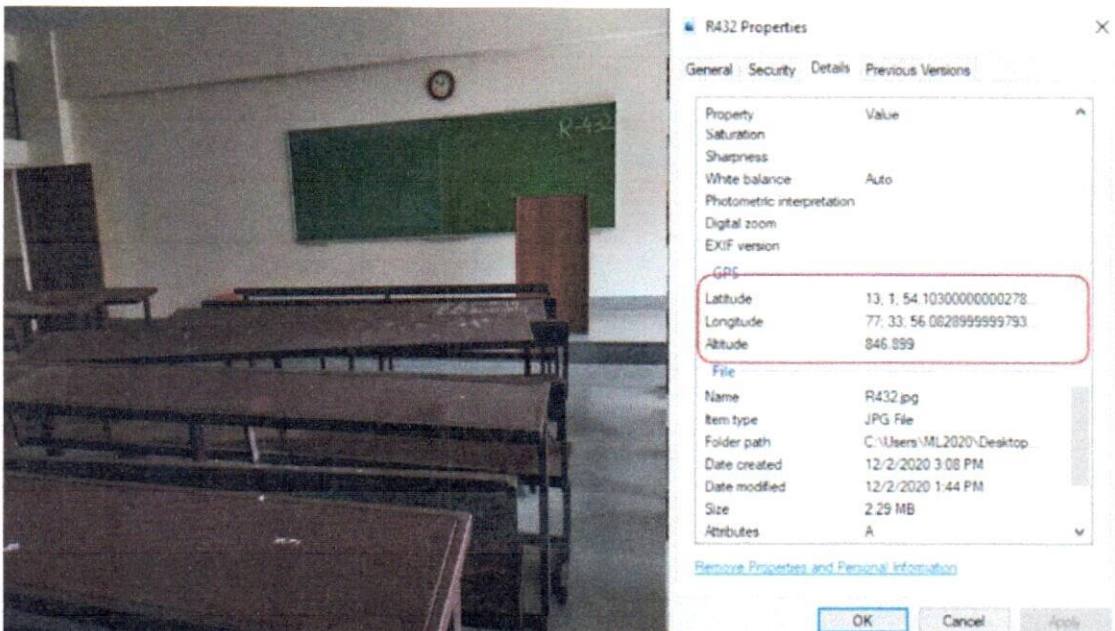 R-432
R432 Properties
General Security Details Previous Versions
Property Value
Saturation
Sharpness
White balance Auto
Photometric interpretation
Digital zoom
EXIF version
GPS
Latitude 13; 1; 54.10300000000278...
Longitude 77; 33; 56.0828999999793...
Altitude 846.899
File
Name R432.jpg
Item type JPG File
Folder path C:\Users\ML2020\Desktop...
Date created 12/2/2020 3:08 PM
Date modified 12/2/2020 1:44 PM
Size 2.29 MB
Attributes A
Remove Properties and Personal Information
OK Cancel Apply